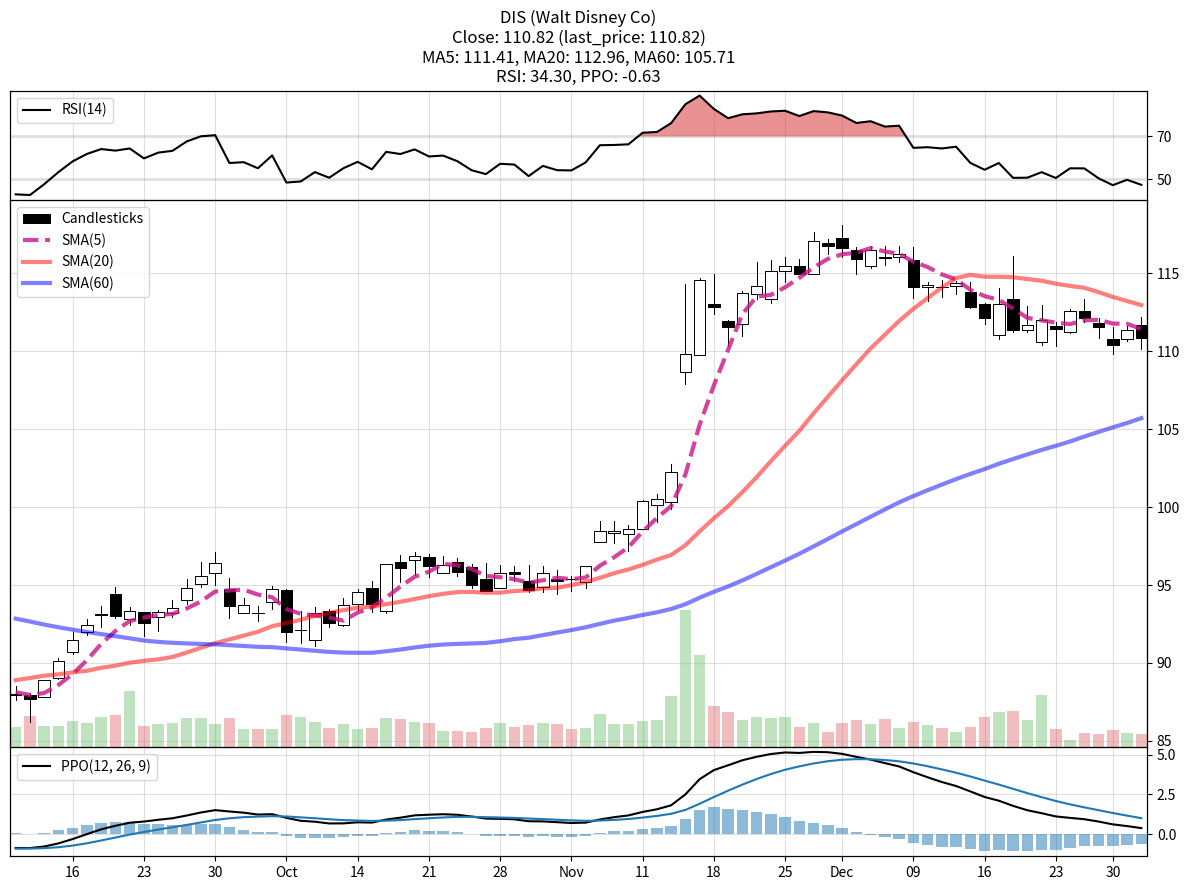 DIS (Walt Disney Co)
Close: 110.82 (last_price: 110.82)
MA5: 111.41, MA20: 112.96, MA60: 105.71
RSI: 34.30, PPO: -0.63
RSI(14)
70
50
Candlesticks
SMA(5)
SMA(20)
SMA(60)
115
110
105
100
95
90
85
PPO(12, 26, 9)
5.0
2.5
0.0
16 23 30 Oct 14 21 28 Nov 11 18 25 Dec 09 16 23 30